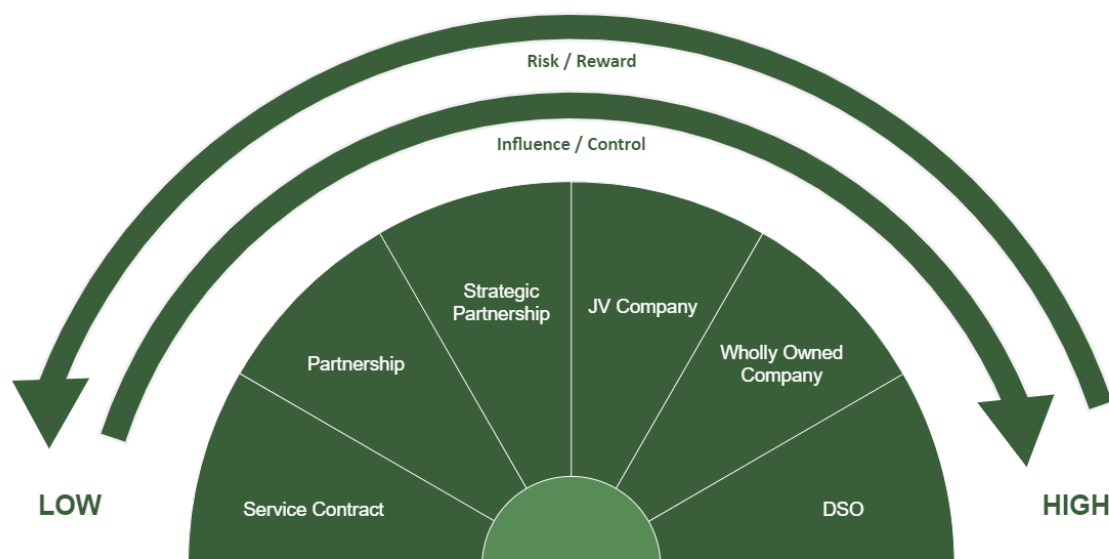 Risk / Reward
Influence / Control
Strategic
Partnership
JV Company
Partnership
Wholly Owned
Company
Service Contract
DSO
LOW
HIGH